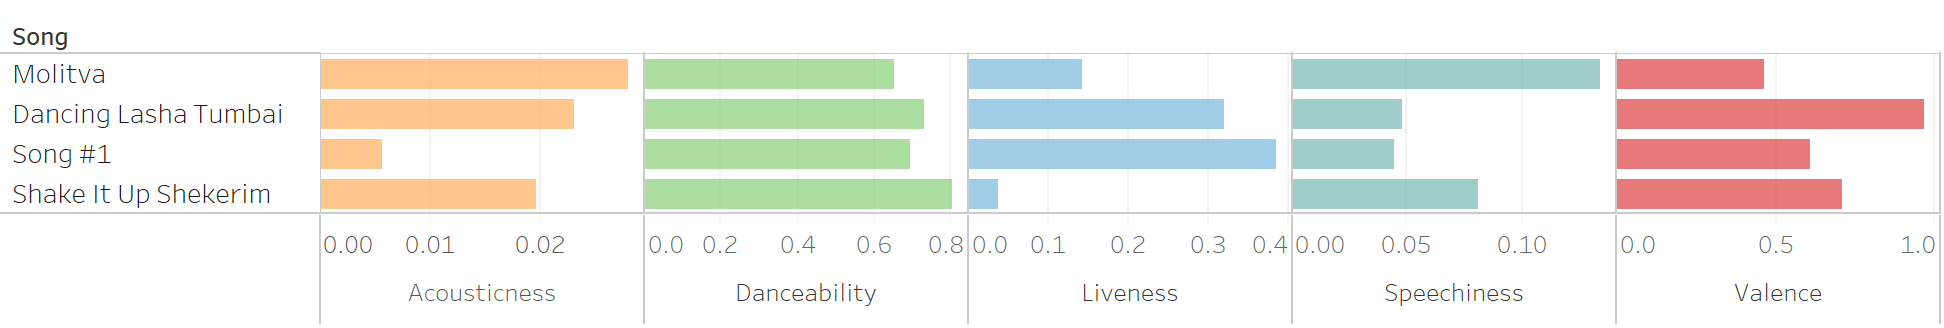 Song
Molitva
Dancing Lasha Tumbai
Song #1
Shake It Up Shekerim
0.00 0.01 0.02 0.0 0.2 0.4 0.6 0.8 0.0 0.1 0.2 0.3 0.4 0.00 0.05 0.10 0.0 0.5 1.0
Acousticness Danceability Liveness Speechiness Valence